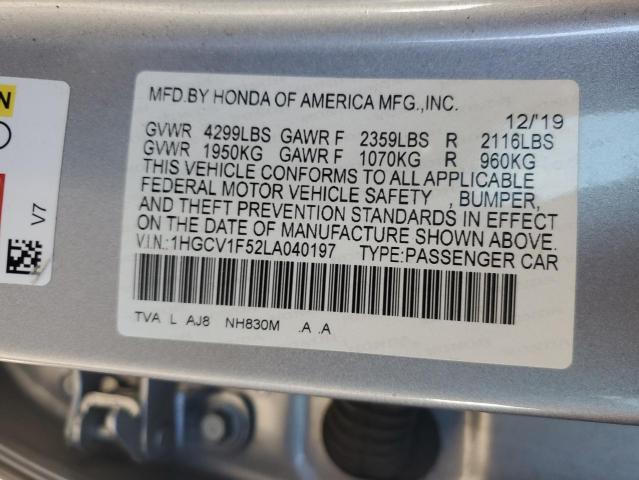 MFD.BY HONDA OF AMERICA MFG.,INC.
12/'19
GVWR 4299LBS GAWR F 2359LBS R 2116LBS
GVWR 1950KG GAWR F 1070KG R 960KG
THIS VEHICLE CONFORMS TO ALL APPLICABLE
FEDERAL MOTOR VEHICLE SAFETY , BUMPER,
AND THEFT PREVENTION STANDARDS IN EFFECT
ON THE DATE OF MANUFACTURE SHOWN ABOVE.
V.I.N.:1HGCV1F52LA040197 TYPE:PASSENGER CAR
TVA L AJ8 NH830M .A .A
V7